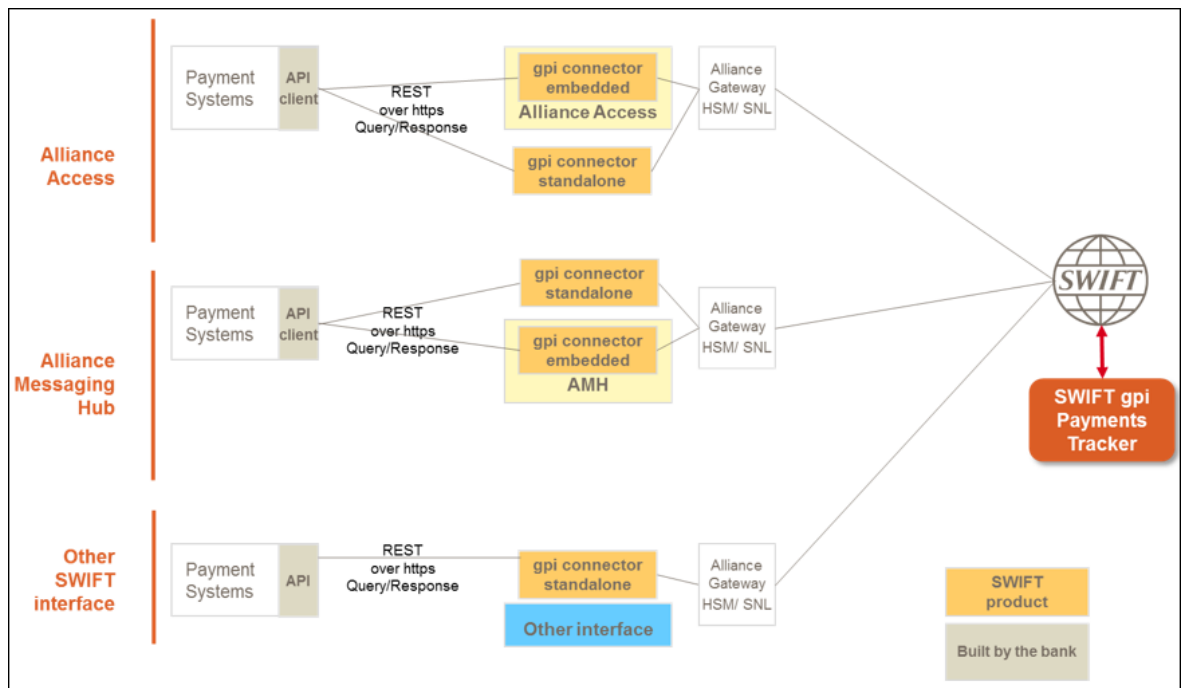 Alliance
Access
Payment
Systems
API
client
REST
over https
Query/Response
gpi connector
embedded
Alliance Access
gpi connector
standalone
Alliance
Gateway
HSM/ SNL
Alliance
Messaging
Hub
Payment
Systems
API
client
REST
over https
Query/Response
gpi connector
standalone
gpi connector
embedded
AMH
Alliance
Gateway
HSM/ SNL
SWIFT
SWIFT gpi
Payments
Tracker
Other
SWIFT
interface
Payment
Systems
API
REST
over https
Query/Response
gpi connector
standalone
Other interface
Alliance
Gateway
HSM/ SNL
SWIFT
product
Built by the bank